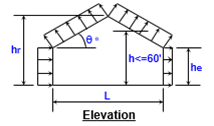 hr
θ °
h<=60'
he
L
Elevation